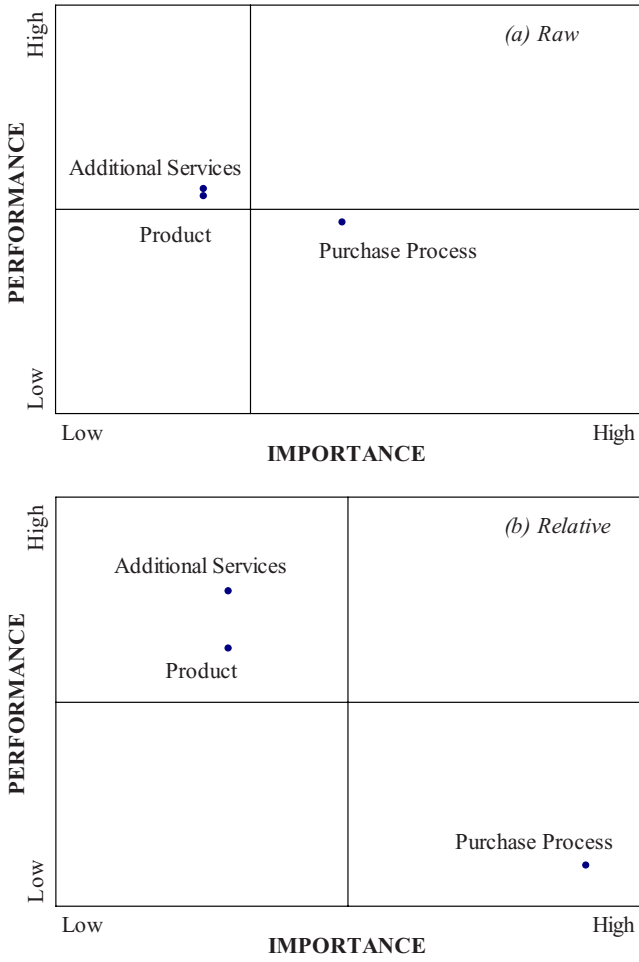 High
(a) Raw
PERFORMANCE
Additional Services
Product
Purchase Process
Low
Low
High
IMPORTANCE
High
(b) Relative
PERFORMANCE
Additional Services
Product
Purchase Process
Low
Low
High
IMPORTANCE